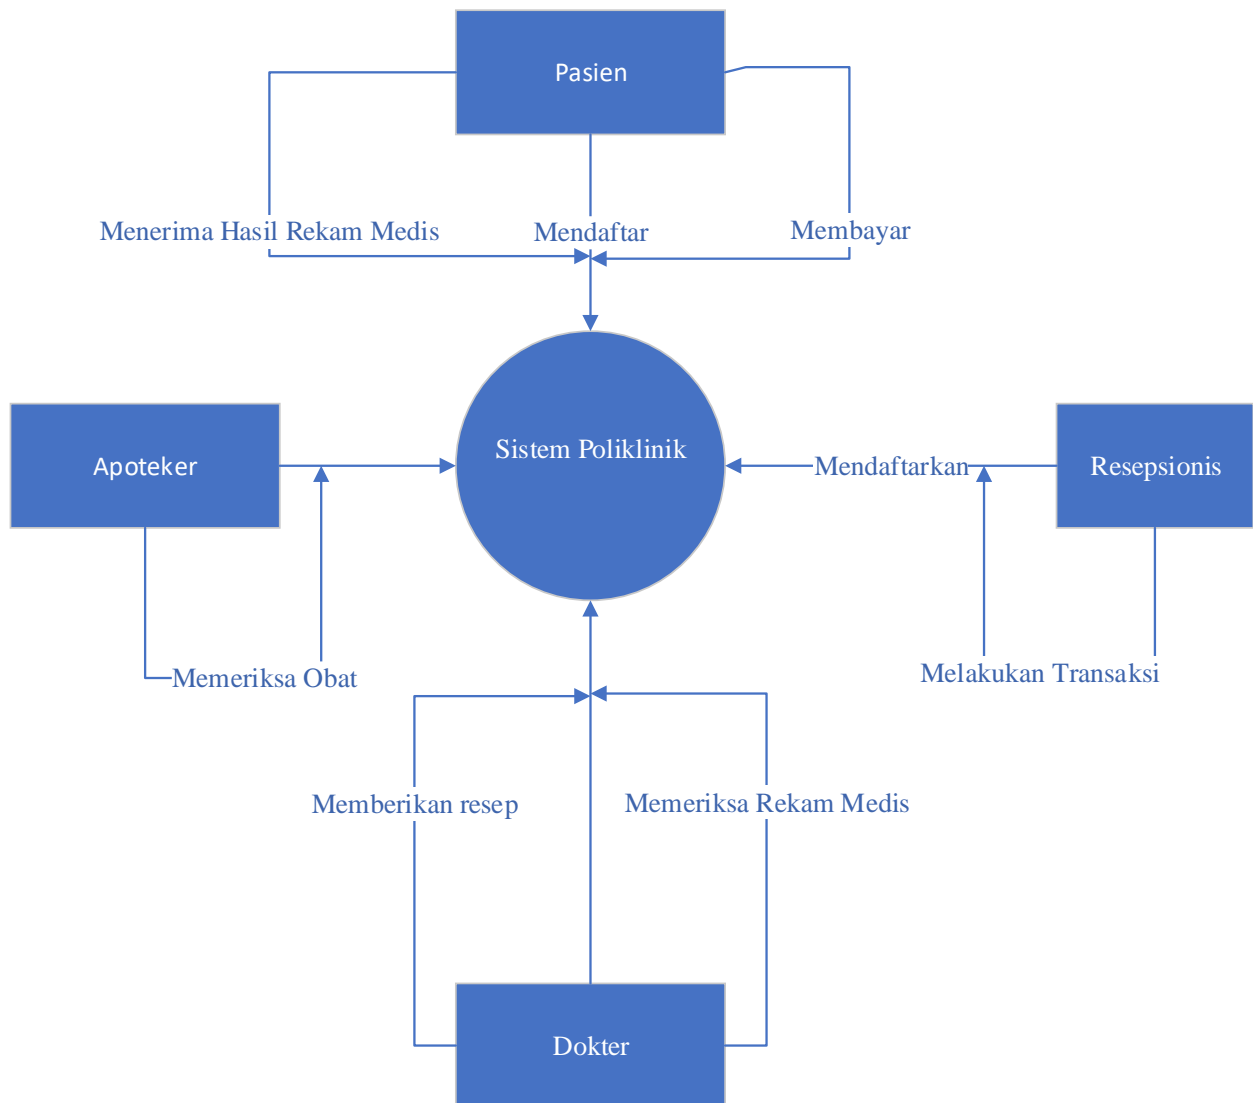 Pasien
Menerima Hasil Rekam Medis
Mendaftar
Membayar
Apoteker
Sistem Poliklinik
Mendaftarkan
Resepsionis
Memeriksa Obat
Melakukan Transaksi
Memberikan resep
Memeriksa Rekam Medis
Dokter